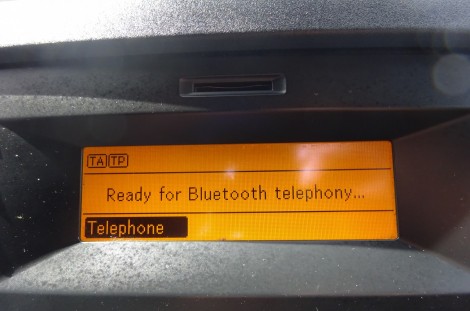 TA TP
Ready for Bluetooth telephony...
Telephone